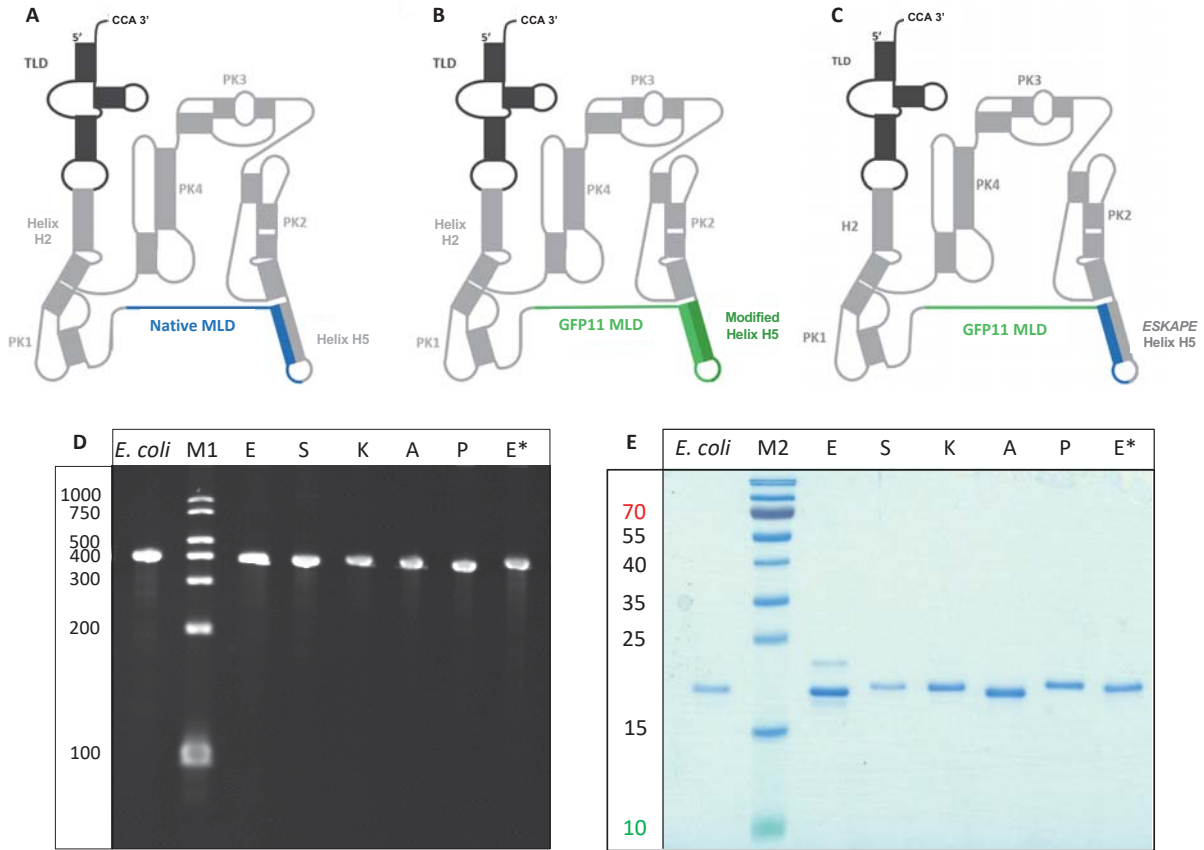 A
CCA 3'
5'
TLD
PK3
PK4
Helix
H2
PK2
Native MLD
PK1
Helix H5
B
CCA 3'
5'
TLD
PK3
PK4
Helix
H2
PK2
GFP11 MLD
Modified
Helix H5
PK1
C
CCA 3'
5'
TLD
PK3
PK4
H2
PK2
GFP11 MLD
ESKAPE
Helix H5
PK1
D E. coli M1 E S K A P E*
1000
750
500
400
300
200
100
E E. coli M2 E S K A P E*
70
55
40
35
25
15
10